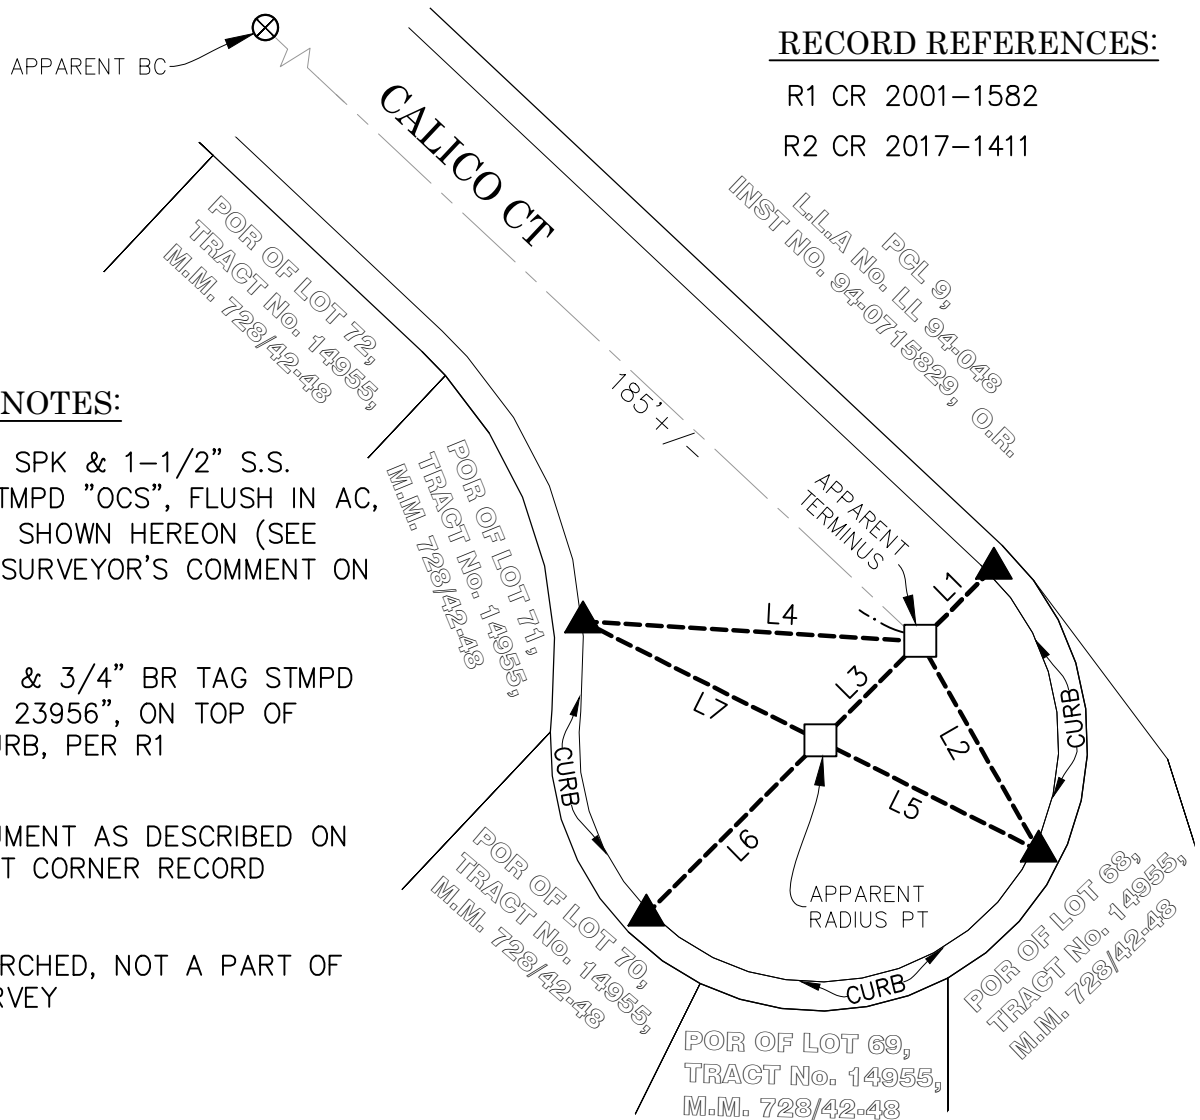 APPARENT BC
RECORD REFERENCES:
R1 CR 2001-1582
R2 CR 2017-1411
CALICO CT
PCL 9,
L.L.A No. LL 94-048
INST NO. 94-0715829, O.R.
POR OF LOT 72,
TRACT No. 14955,
M.M. 728/42-48
185'+/-
NOTES:
SPK & 1-1/2" S.S.
TMPD "OCS", FLUSH IN AC,
SHOWN HEREON (SEE
SURVEYOR'S COMMENT ON
& 3/4" BR TAG STMPD
23956", ON TOP OF
URB, PER R1
UMENT AS DESCRIBED ON
T CORNER RECORD
RCHED, NOT A PART OF
RVEY
POR OF LOT 71,
TRACT No. 14955,
M.M. 728/42-48
APPARENT
TERMINUS
L1
L4
L3
L7
L2
L5
L6
CURB
CURB
CURB
APPARENT
RADIUS PT
POR OF LOT 70,
TRACT No. 14955,
M.M. 728/42-48
POR OF LOT 68,
TRACT No. 14955,
M.M. 728/42-48
POR OF LOT 69,
TRACT No. 14955,
M.M. 728/42-48